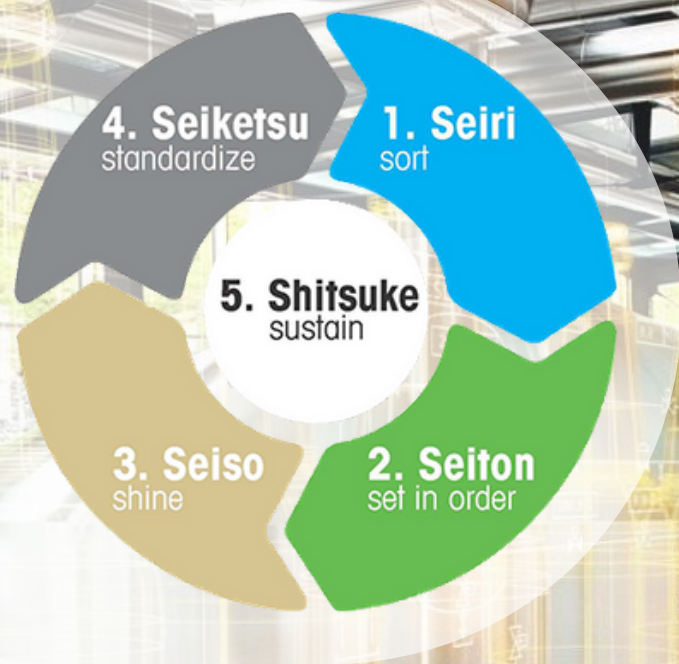 1. Seiri
sort
2. Seiton
set in order
3. Seiso
shine
4. Seiketsu
standardize
5. Shitsuke
sustain